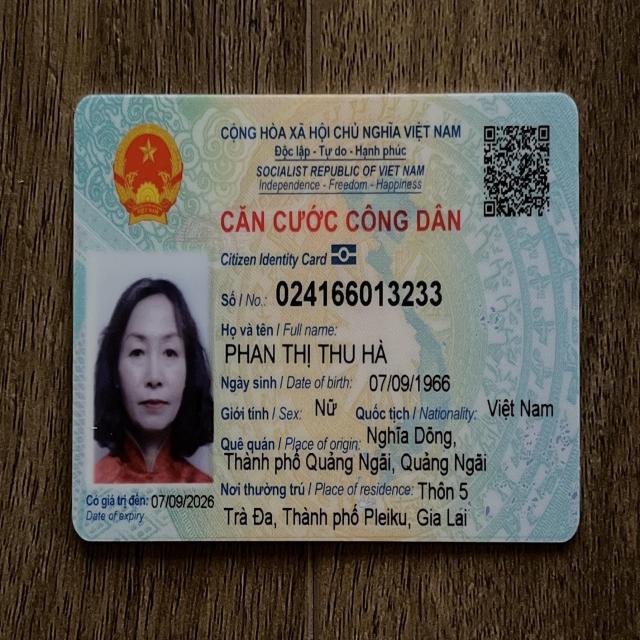 CỘNG HÒA XÃ HỘI CHỦ NGHĨA VIỆT NAM
Độc lập - Tự do - Hạnh phúc
SOCIALIST REPUBLIC OF VIET NAM
Independence - Freedom - Happiness
CĂN CƯỚC CÔNG DÂN
Citizen Identity Card
Số / No.: 024166013233
Họ và tên / Full name:
PHAN THỊ THU HÀ
Ngày sinh / Date of birth: 07/09/1966
Giới tính / Sex: Nữ Quốc tịch / Nationality: Việt Nam
Quê quán / Place of origin: Nghĩa Dõng,
Thành phố Quảng Ngãi, Quảng Ngãi
Nơi thường trú / Place of residence: Thôn 5
Trà Đa, Thành phố Pleiku, Gia Lai
Có giá trị đến: 07/09/2026
Date of expiry